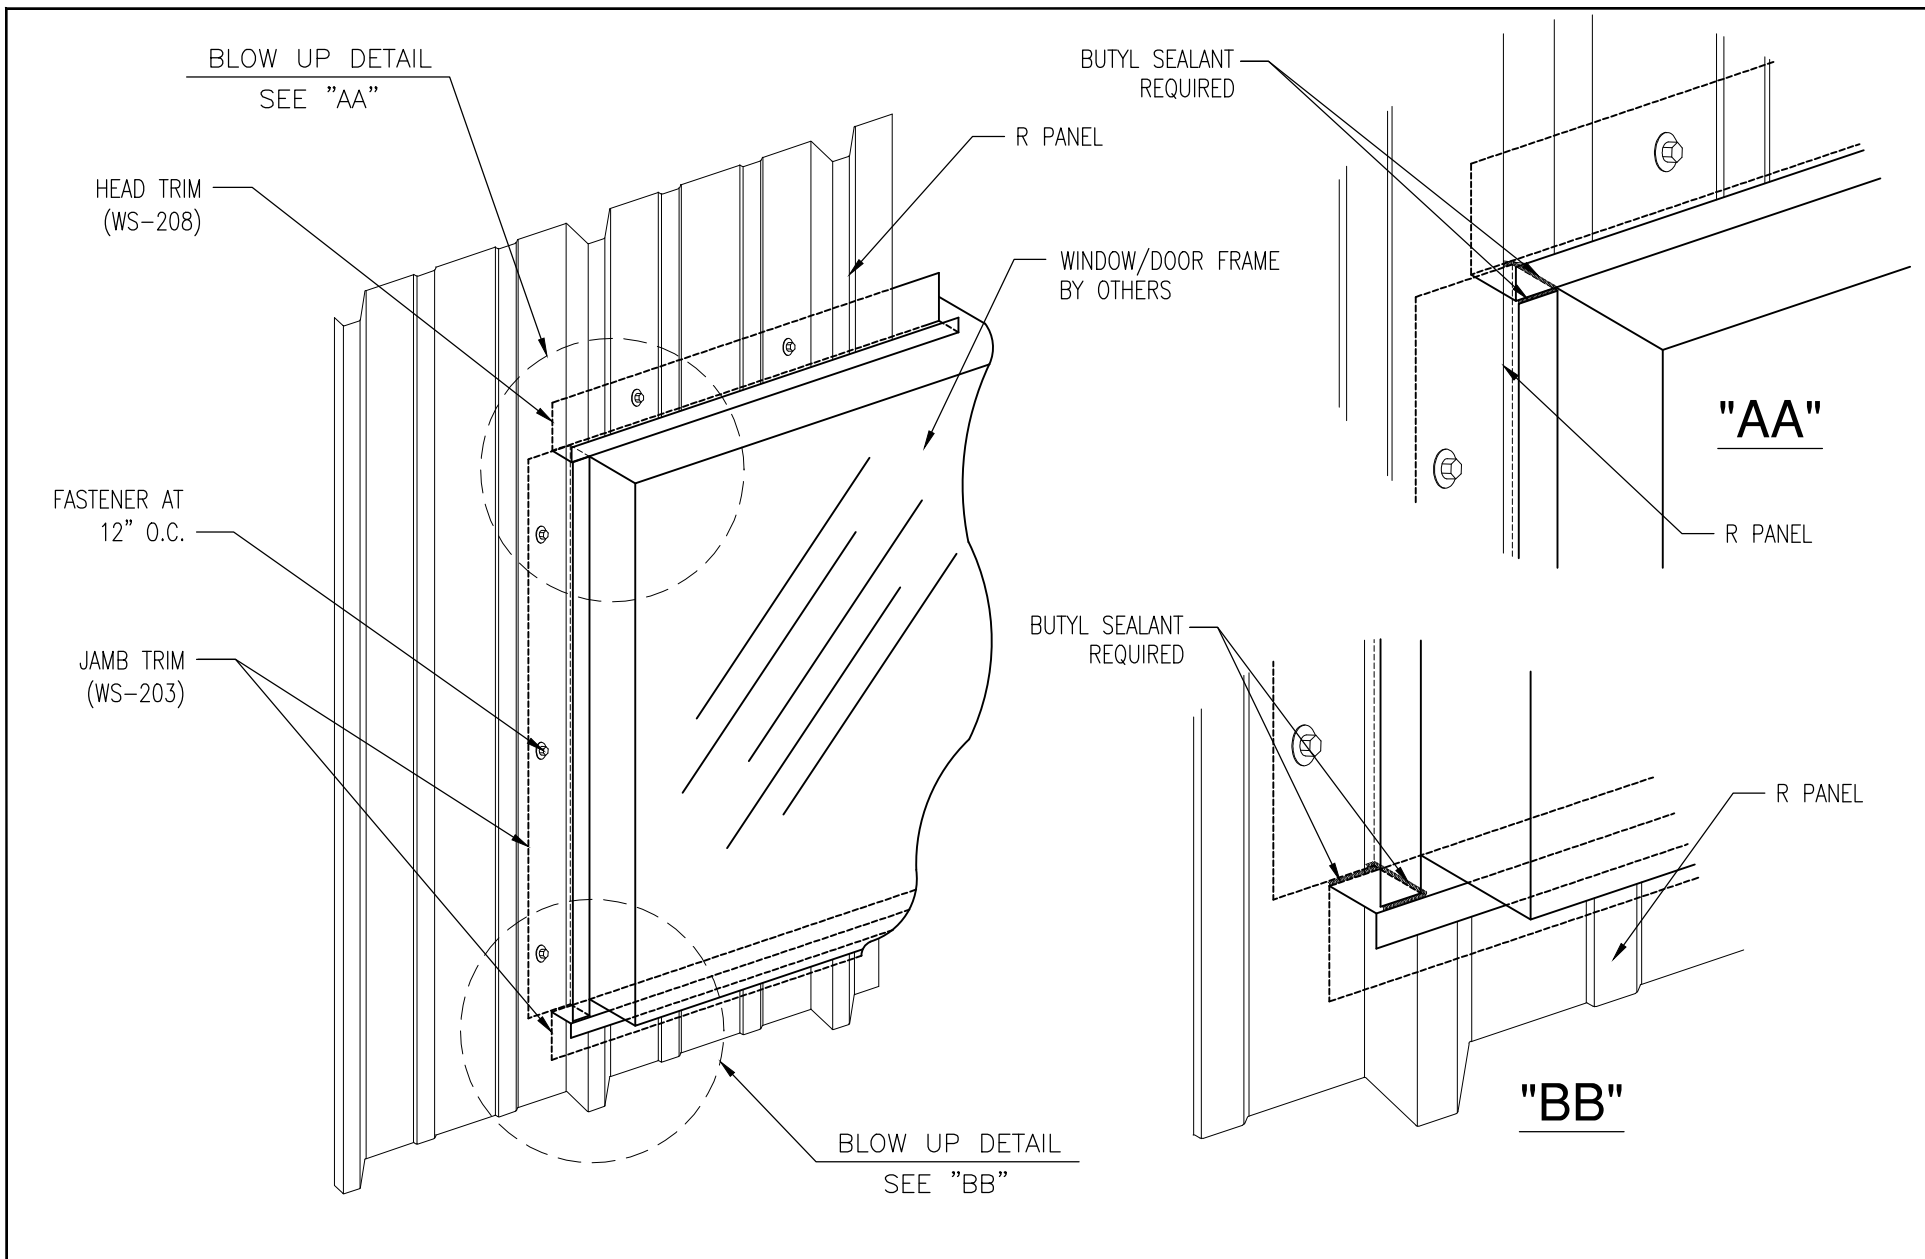 BLOW UP DETAIL
SEE "AA"
HEAD TRIM
(WS-208)
R PANEL
WINDOW/DOOR FRAME
BY OTHERS
FASTENER AT
12" O.C.
JAMB TRIM
(WS-203)
BLOW UP DETAIL
SEE "BB"
BUTYL SEALANT
REQUIRED
"AA"
R PANEL
BUTYL SEALANT
REQUIRED
R PANEL
"BB"